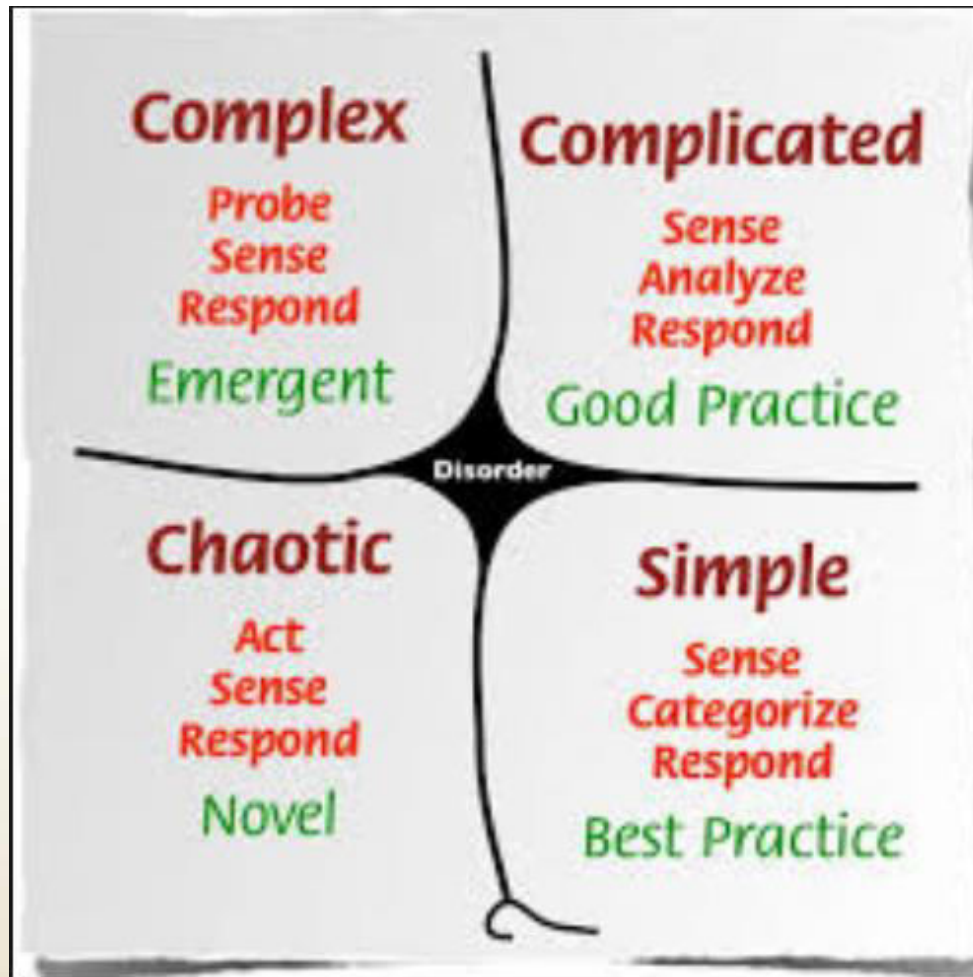 Complex
Probe
Sense
Respond
Emergent
Complicated
Sense
Analyze
Respond
Good Practice
Disorder
Chaotic
Act
Sense
Respond
Novel
Simple
Sense
Categorize
Respond
Best Practice